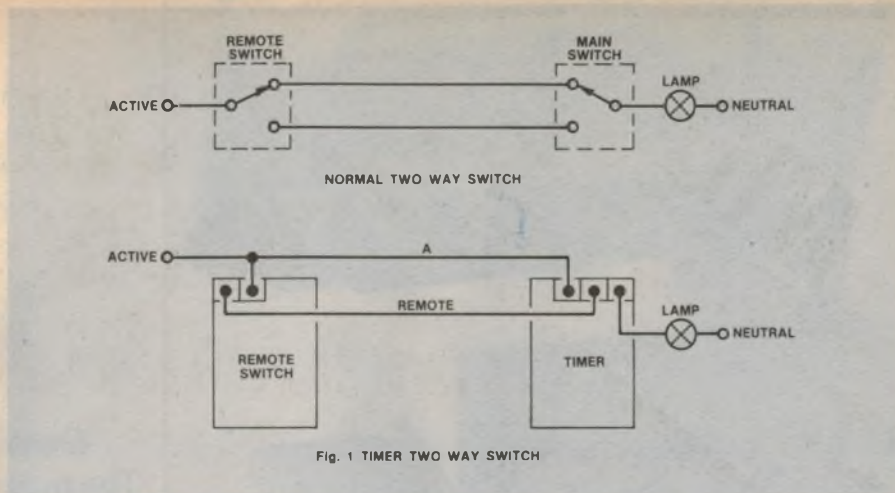 REMOTE
SWITCH
MAIN
SWITCH
LAMP
ACTIVE
NEUTRAL
NORMAL TWO WAY SWITCH
ACTIVE
A
REMOTE
LAMP
NEUTRAL
REMOTE
SWITCH
TIMER
Fig. 1 TIMER TWO WAY SWITCH